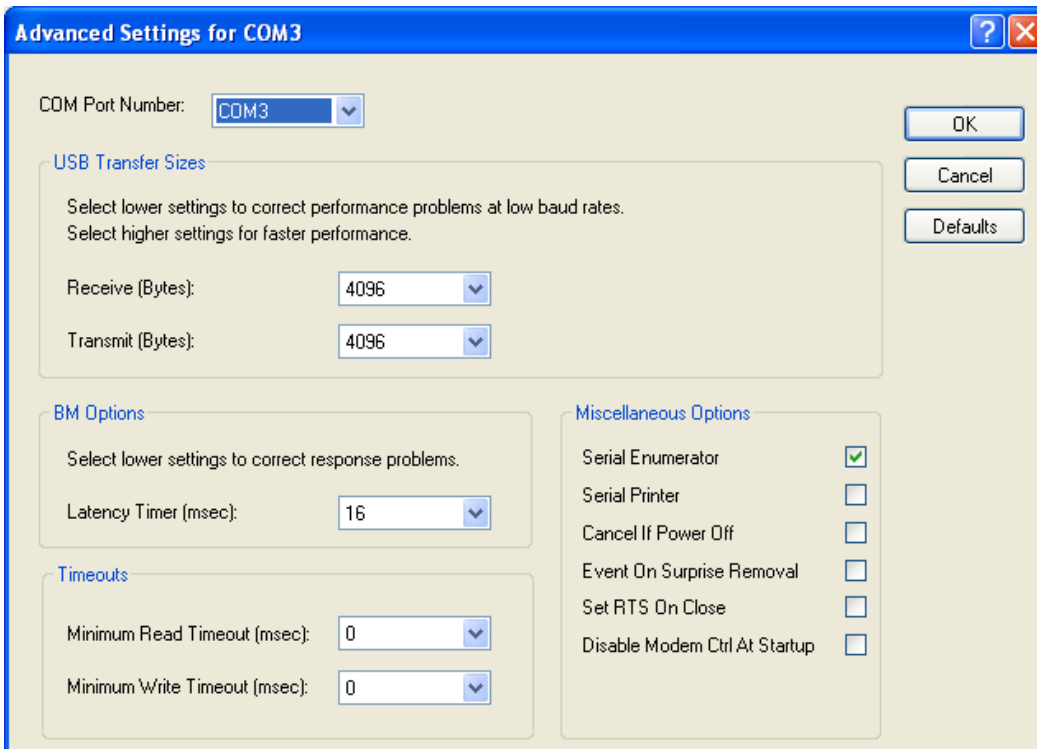 Advanced Settings for COM3
COM Port Number: COM3
OK
USB Transfer Sizes
Cancel
Select lower settings to correct performance problems at low baud rates.
Select higher settings for faster performance.
Defaults
Receive (Bytes): 4096
Transmit (Bytes): 4096
BM Options
Select lower settings to correct response problems.
Latency Timer (msec): 16
Timeouts
Minimum Read Timeout (msec): 0
Minimum Write Timeout (msec): 0
Miscellaneous Options
Serial Enumerator
Serial Printer
Cancel If Power Off
Event On Surprise Removal
Set RTS On Close
Disable Modem Ctrl At Startup